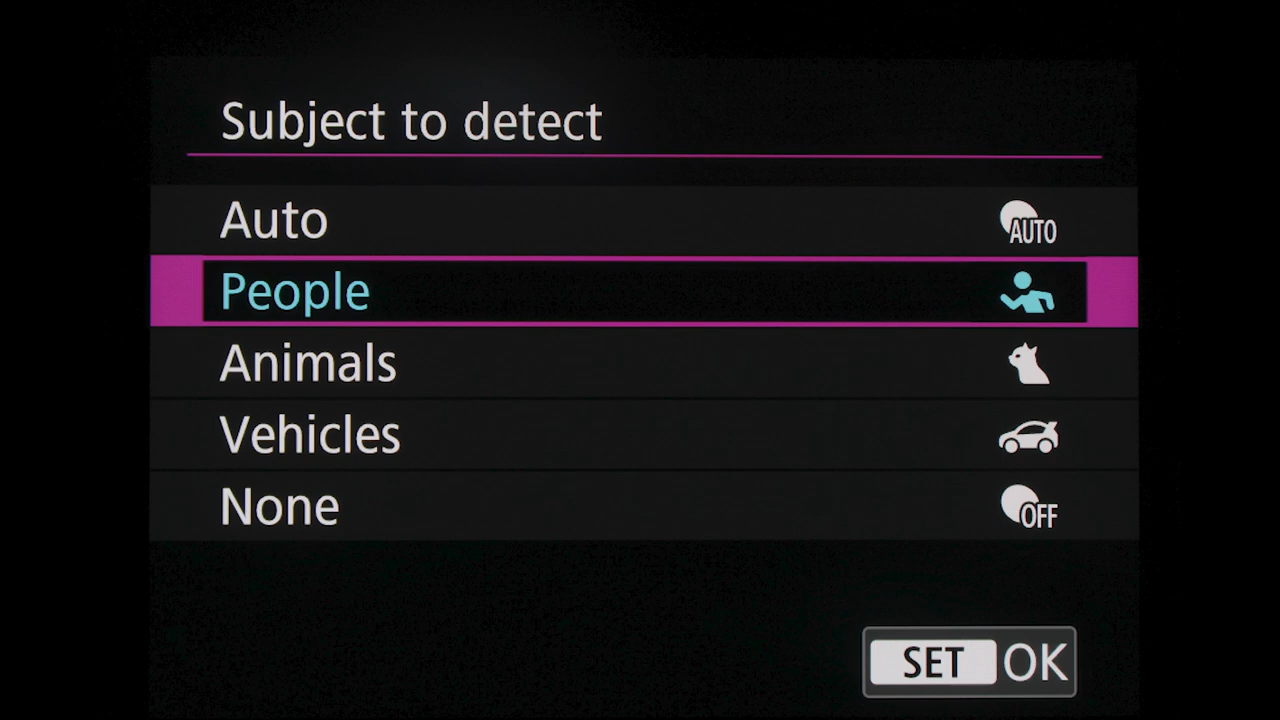 Subject to detect
Auto AUTO
People
Animals
Vehicles
None OFF
SET OK